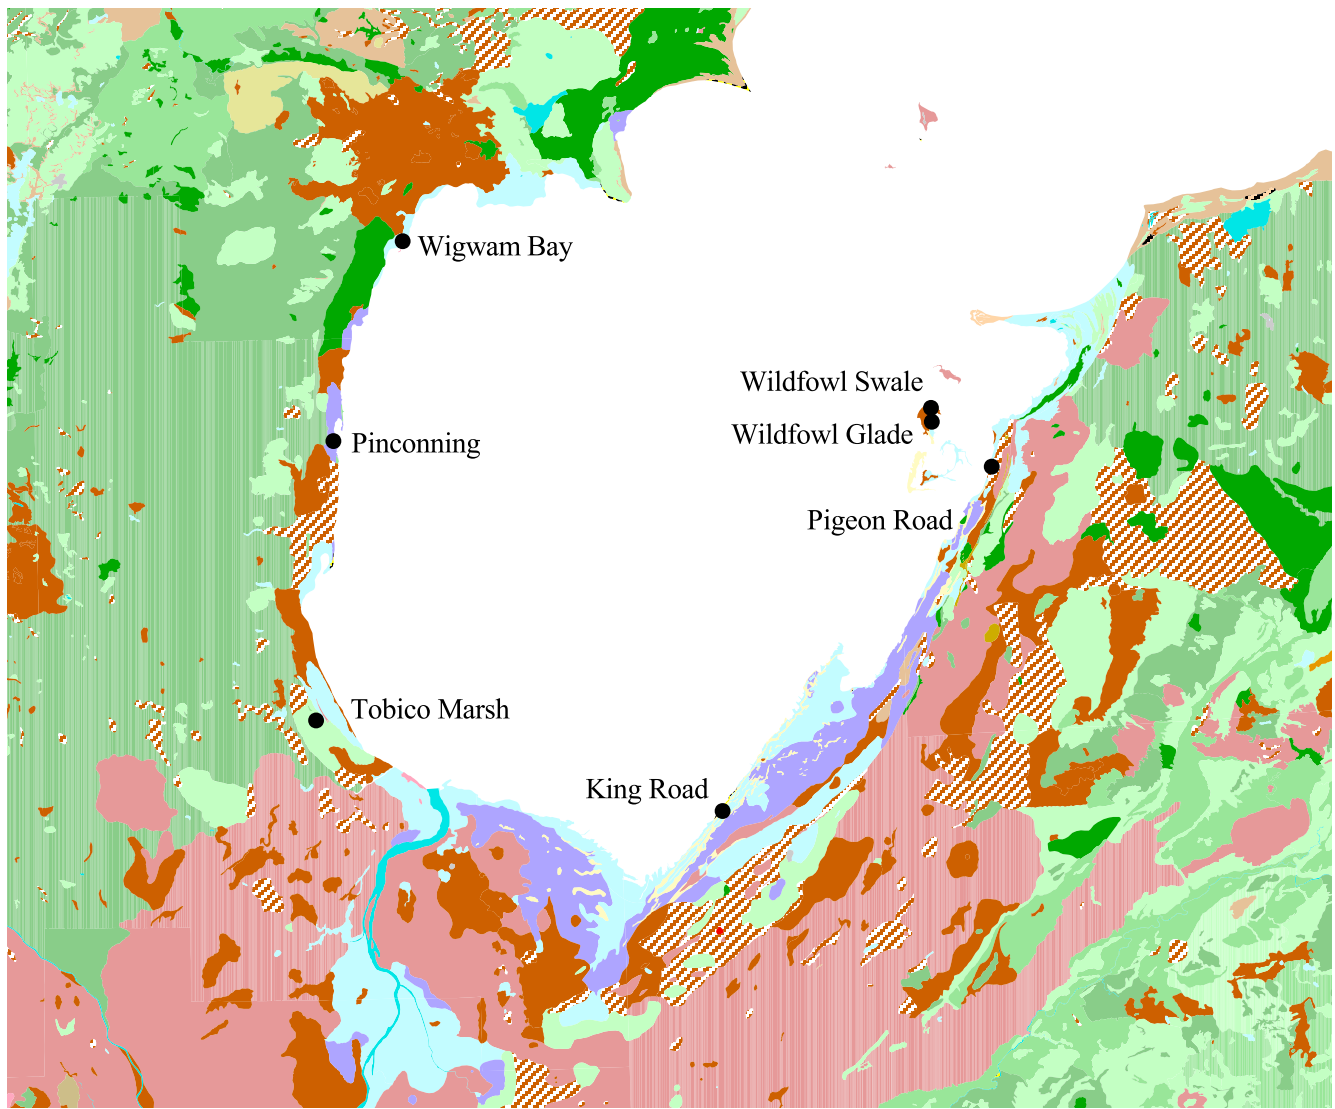 Wigwam Bay
Wildfowl Swale
Wildfowl Glade
Pinconning
Pigeon Road
Tobico Marsh
King Road